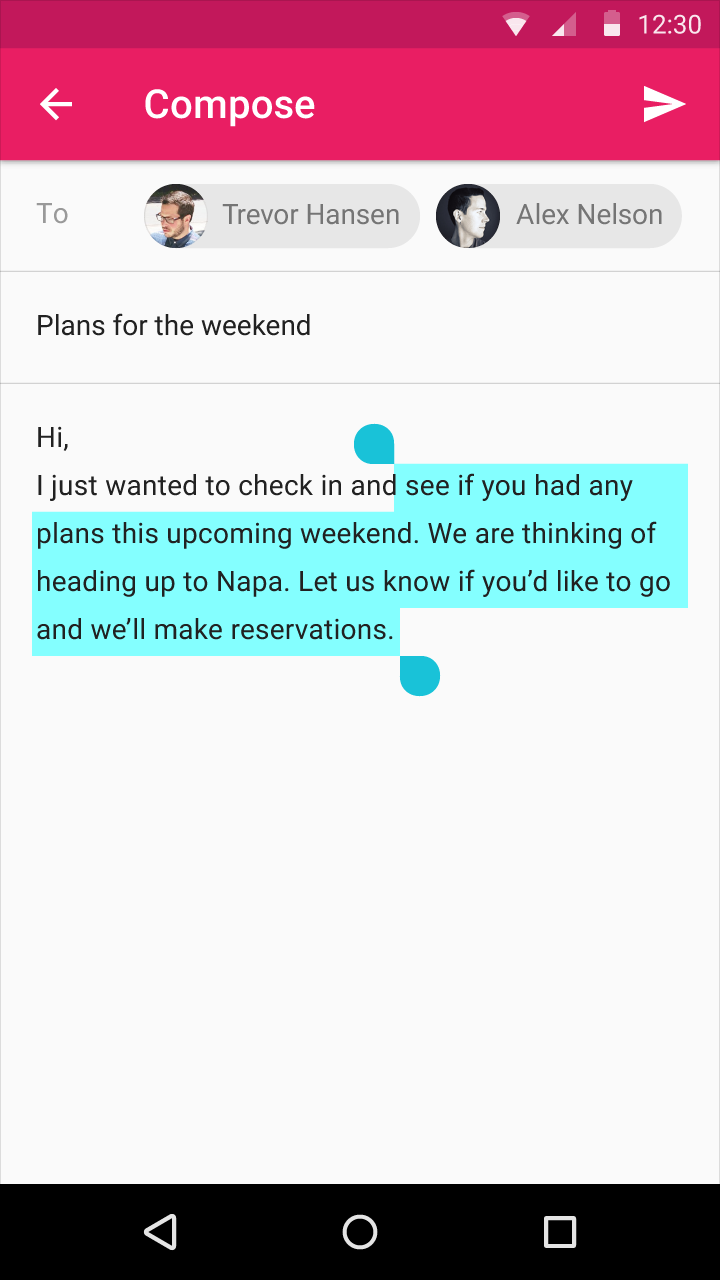 12:30
Compose
To Trevor Hansen Alex Nelson
Plans for the weekend
Hi,
I just wanted to check in and see if you had any
plans this upcoming weekend. We are thinking of
heading up to Napa. Let us know if you’d like to go
and we’ll make reservations.